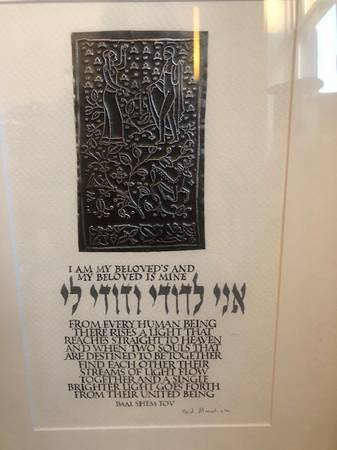 I AM MY BELOVED'S AND
MY BELOVED IS MINE
אני לדודי ודודי לי
FROM EVERY HUMAN BEING
THERE RISES A LIGHT THAT
REACHES STRAIGHT TO HEAVEN
AND WHEN TWO SOULS THAT
ARE DESTINED TO BE TOGETHER
FIND EACH OTHER THEIR
STREAMS OF LIGHT FLOW
TOGETHER AND A SINGLE
BRIGHTER LIGHT GOES FORTH
FROM THEIR UNITED BEING
BAAL SHEM TOV